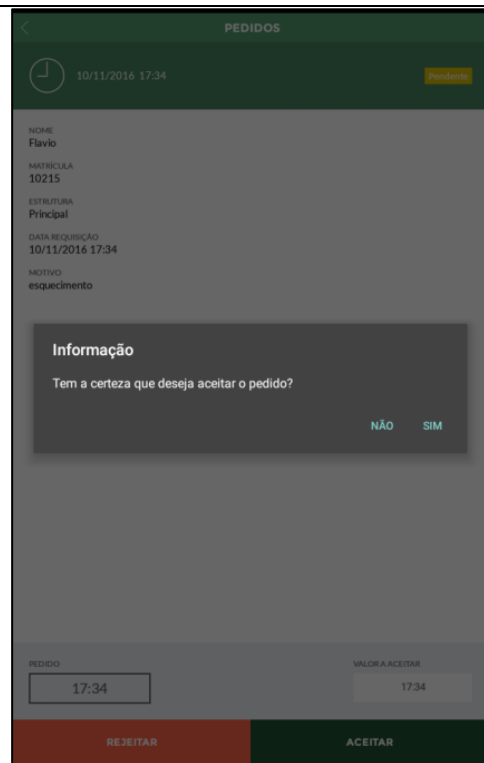 PEDIDOS
10/11/2016 17:34
Pendente
NOME
Flavio
MATRÍCULA
10215
ESTRUTURA
Principal
DATA REQUISIÇÃO
10/11/2016 17:34
MOTIVO
esquecimento
Informação
Tem a certeza que deseja aceitar o pedido?
NÃO SIM
PEDIDO VALOR A ACEITAR
17:34 17:34
REJEITAR ACEITAR